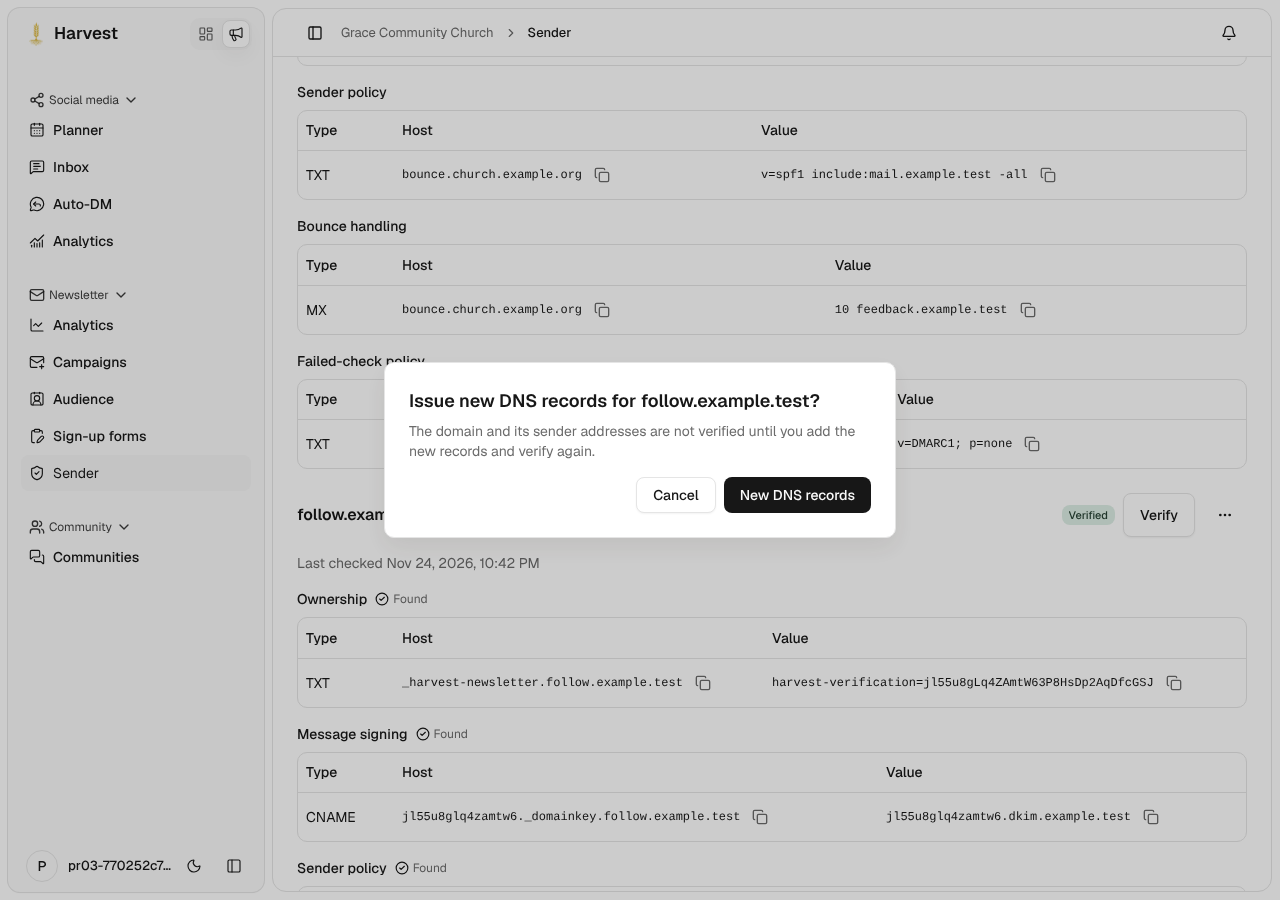 Harvest
Grace Community Church > Sender
Social media
Planner
Inbox
Auto-DM
Analytics
Newsletter
Analytics
Campaigns
Audience
Sign-up forms
Sender
Community
Communities
P pr03-770252c7…
Sender policy
Type Host Value
TXT bounce.church.example.org v=spf1 include:mail.example.test -all
Bounce handling
Type Host Value
MX bounce.church.example.org 10 feedback.example.test
Failed-check policy
Type Value
TXT v=DMARC1; p=none
Issue new DNS records for follow.example.test?
The domain and its sender addresses are not verified until you add the
new records and verify again.
Cancel New DNS records
follow.exam Verified Verify
Last checked Nov 24, 2026, 10:42 PM
Ownership Found
Type Host Value
TXT _harvest-newsletter.follow.example.test harvest-verification=jl55u8gLq4ZAmtW63P8HsDp2AqDfcGSJ
Message signing Found
Type Host Value
CNAME jl55u8glq4zamtw6._domainkey.follow.example.test jl55u8glq4zamtw6.dkim.example.test
Sender policy Found